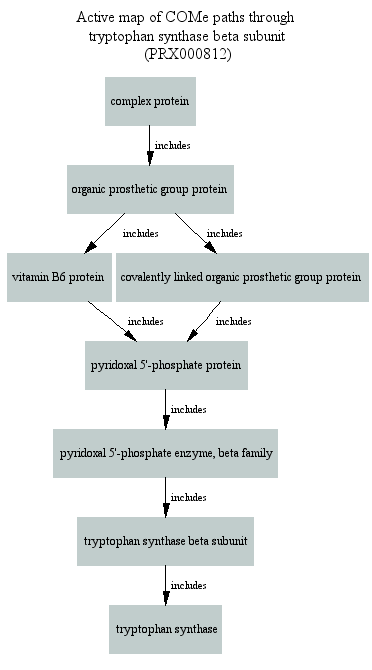 Active map of COMe paths through
tryptophan synthase beta subunit
(PRX000812)
complex protein
includes
organic prosthetic group protein
includes
includes
vitamin B6 protein
covalently linked organic prosthetic group protein
includes
includes
pyridoxal 5'-phosphate protein
includes
pyridoxal 5'-phosphate enzyme, beta family
includes
tryptophan synthase beta subunit
includes
tryptophan synthase